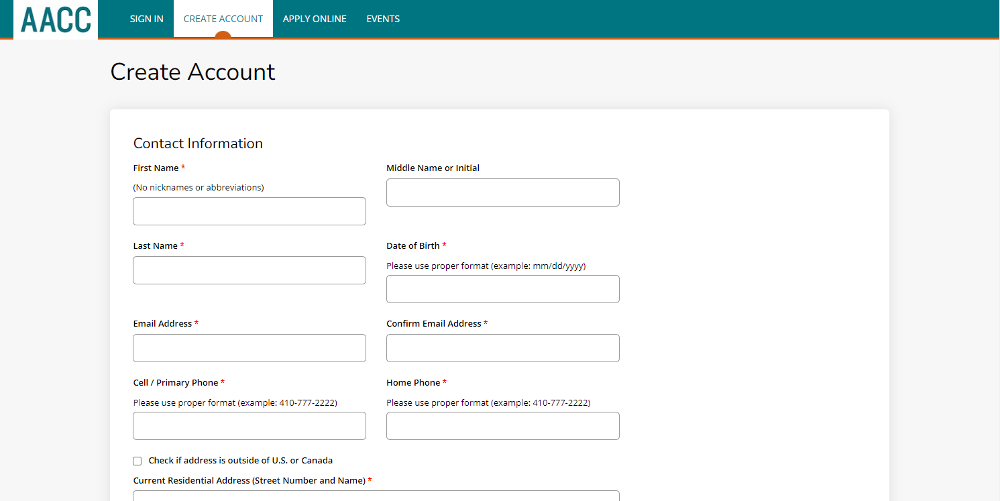 AACC
SIGN IN CREATE ACCOUNT APPLY ONLINE EVENTS
Create Account
Contact Information
First Name * Middle Name or Initial
(No nicknames or abbreviations)
Last Name * Date of Birth *
Please use proper format (example: mm/dd/yyyy)
Email Address * Confirm Email Address *
Cell / Primary Phone * Home Phone *
Please use proper format (example: 410-777-2222) Please use proper format (example: 410-777-2222)
Check if address is outside of U.S. or Canada
Current Residential Address (Street Number and Name) *